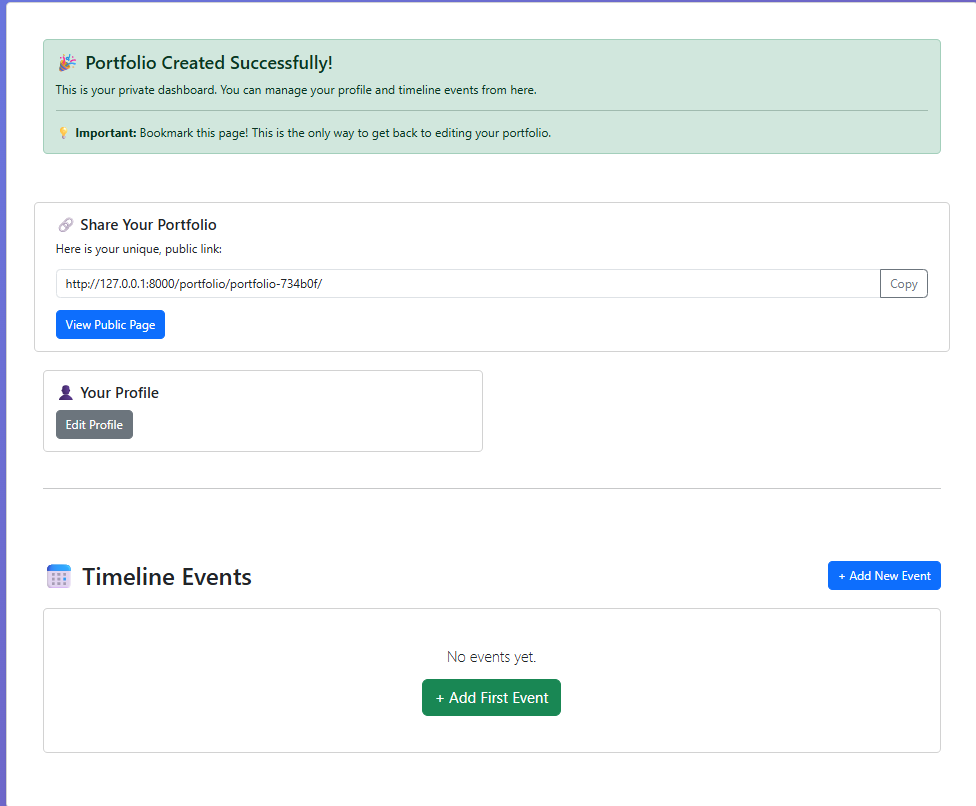 🎉 Portfolio Created Successfully!
This is your private dashboard. You can manage your profile and timeline events from here.
💡 Important: Bookmark this page! This is the only way to get back to editing your portfolio.
🔗 Share Your Portfolio
Here is your unique, public link:
http://127.0.0.1:8000/portfolio/portfolio-734b0f/ Copy
View Public Page
👤 Your Profile
Edit Profile
Timeline Events + Add New Event
No events yet.
+ Add First Event